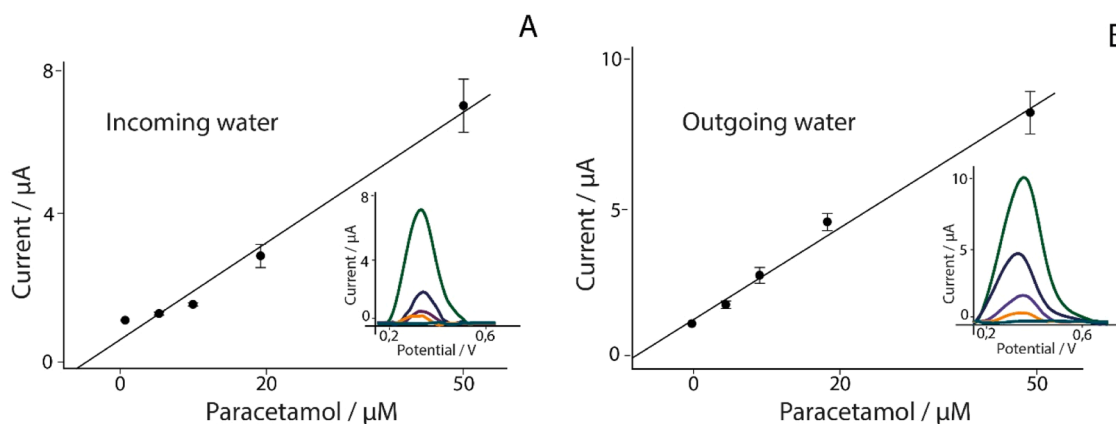 A
8
Incoming water
4
0
Current / µA
0
20
50
Paracetamol / µM
8
4
0
Current / µA
0,2
0,6
Potential / V
10
Outgoing water
5
0
Current / µA
0
20
50
Paracetamol / µM
10
5
0
Current / µA
0,2
0,6
Potential / V